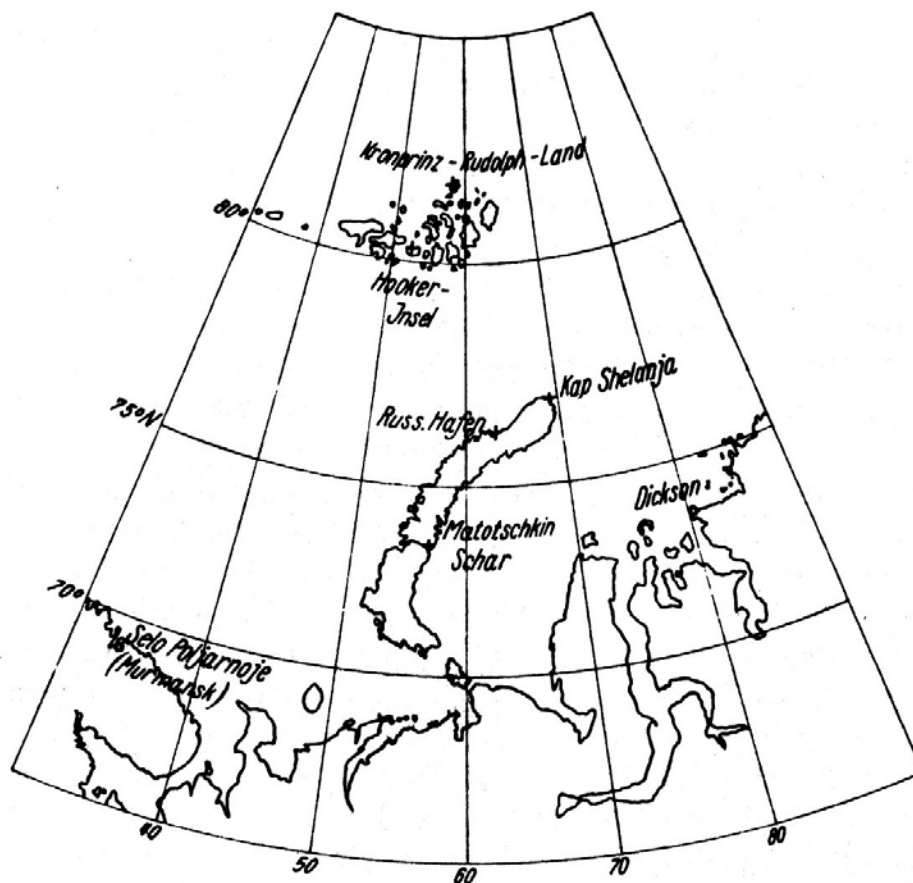 Kronprinz-Rudolph-Land
80°
Hooker-
Jnsel
Kap Shelanja
75°N
Russ. Hafen
Dickson
Matotschkin
Schar
70°
Selo Poljarnoje
(Murmansk)
40
50
60
70
80